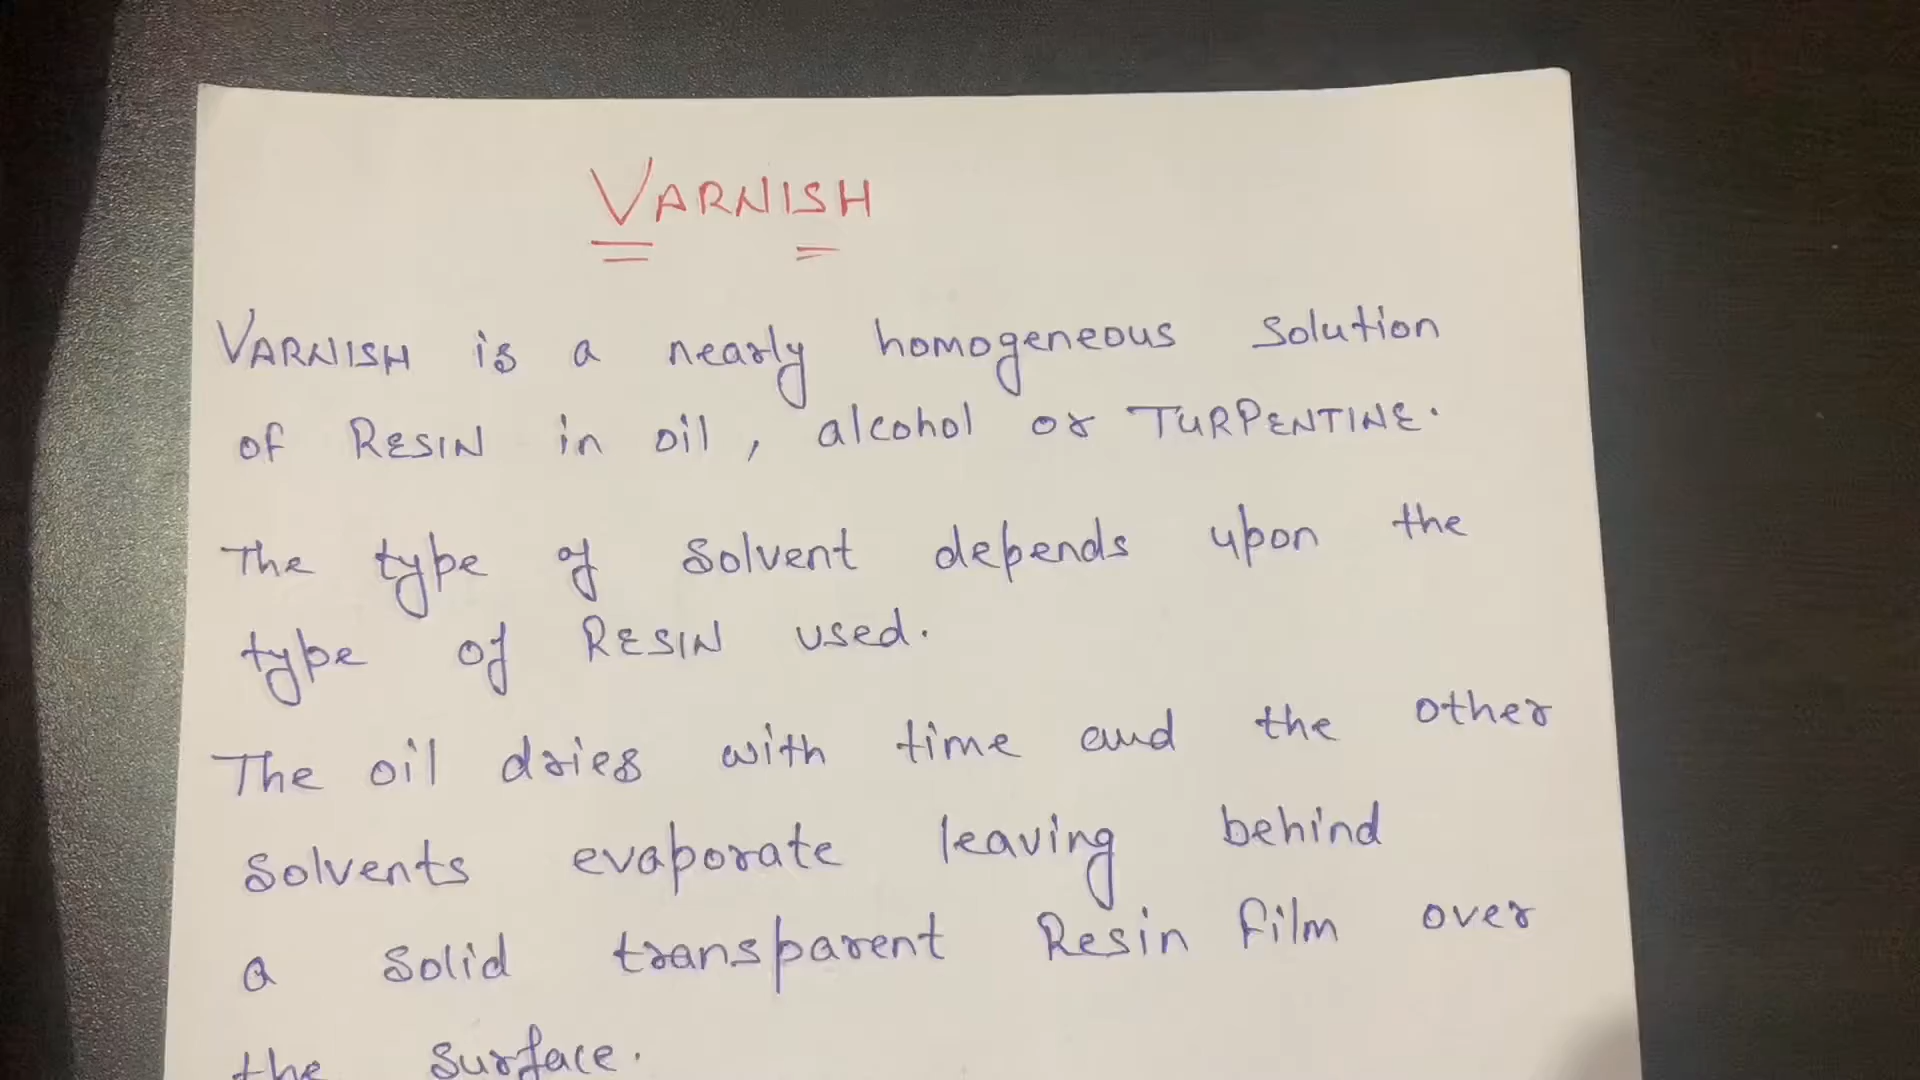 VARNISH
VARNISH is a nearly homogeneous solution
of RESIN in oil, alcohol or TURPENTINE.
The type of solvent depends upon the
type of RESIN used.
The oil dries with time and the other
solvents evaporate leaving behind
a solid transparent Resin film over
the surface.